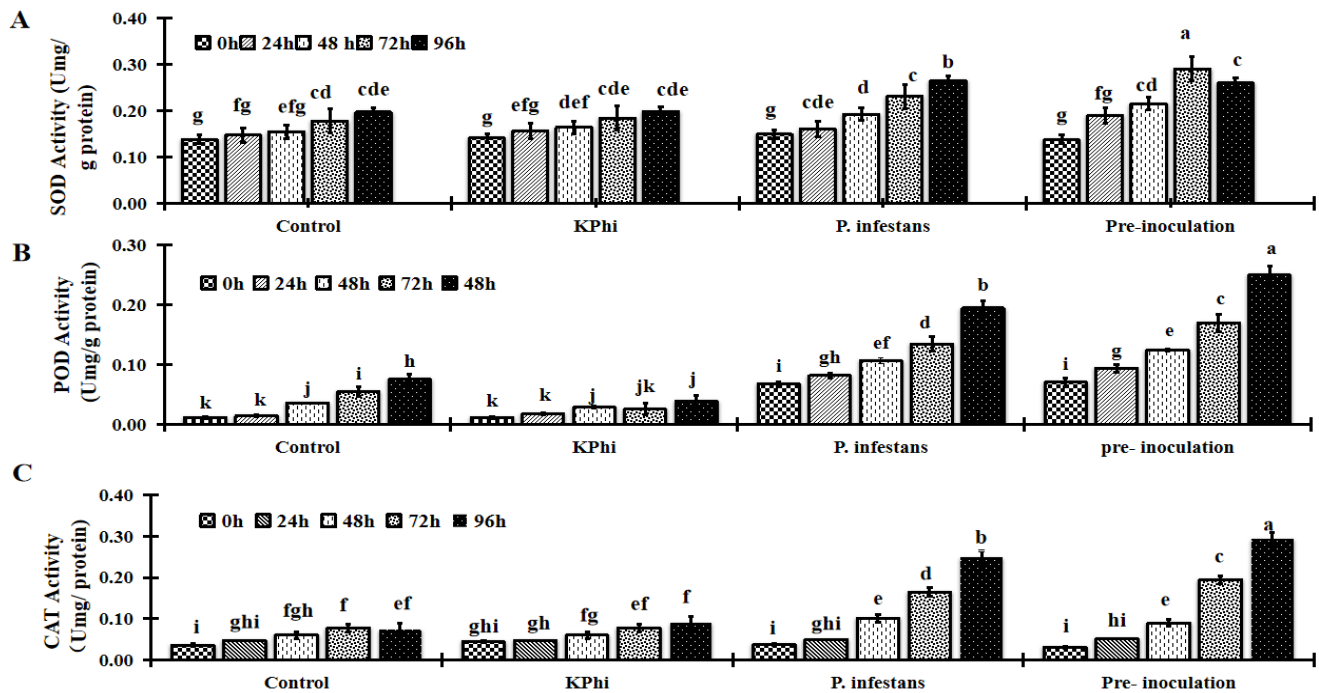 A
SOD Activity (Umg/
g protein)
0.40
0.30
0.20
0.10
0.00
0h 24h 48 h 72h 96h
g fg efg cd cde
g efg def cde cde
g cde d c b
g fg cd a c
Control KPhi P. infestans Pre-inoculation
B
POD Activity
(Umg/g protein)
0.30
0.20
0.10
0.00
0h 24h 48h 72h 48h
k k j i h
k k j jk j
i gh ef d b
i g e c a
Control KPhi P. infestans pre- inoculation
C
CAT Activity
(Umg/ protein)
0.40
0.30
0.20
0.10
0.00
0h 24h 48h 72h 96h
i ghi fgh f ef
ghi gh fg ef f
i ghi e d b
i hi e c a
Control KPhi P. infestans Pre- inoculation